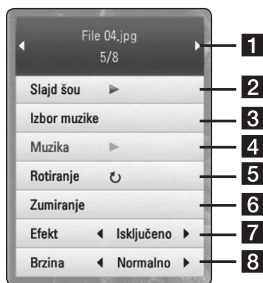 File 04.jpg
5/8
1
Slajd šou
2
Izbor muzike
3
Muzika
4
Rotiranje
5
Zumiranje
6
Efekt Isključeno
7
Brzina Normalno
8